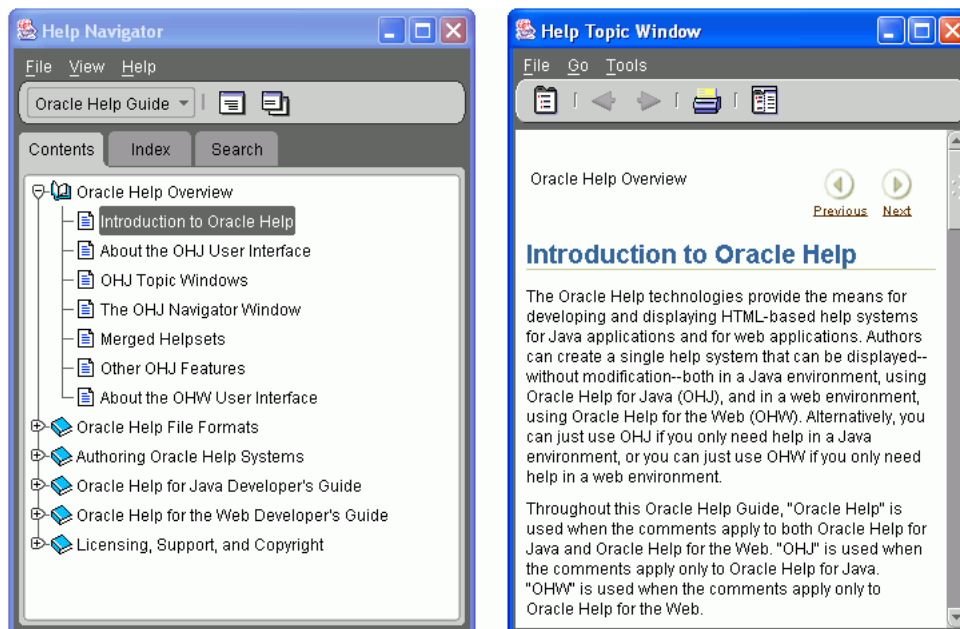 Help Navigator
File View Help
Oracle Help Guide
Contents Index Search
Oracle Help Overview
Introduction to Oracle Help
About the OHJ User Interface
OHJ Topic Windows
The OHJ Navigator Window
Merged Helpsets
Other OHJ Features
About the OHW User Interface
Oracle Help File Formats
Authoring Oracle Help Systems
Oracle Help for Java Developer's Guide
Oracle Help for the Web Developer's Guide
Licensing, Support, and Copyright
Help Topic Window
File Go Tools
Oracle Help Overview
Previous Next
Introduction to Oracle Help
The Oracle Help technologies provide the means for
developing and displaying HTML-based help systems
for Java applications and for web applications. Authors
can create a single help system that can be displayed--
without modification--both in a Java environment, using
Oracle Help for Java (OHJ), and in a web environment,
using Oracle Help for the Web (OHW). Alternatively, you
can just use OHJ if you only need help in a Java
environment, or you can just use OHW if you only need
help in a web environment.
Throughout this Oracle Help Guide, "Oracle Help" is
used when the comments apply to both Oracle Help for
Java and Oracle Help for the Web. "OHJ" is used when
the comments apply only to Oracle Help for Java.
"OHW" is used when the comments apply only to
Oracle Help for the Web.